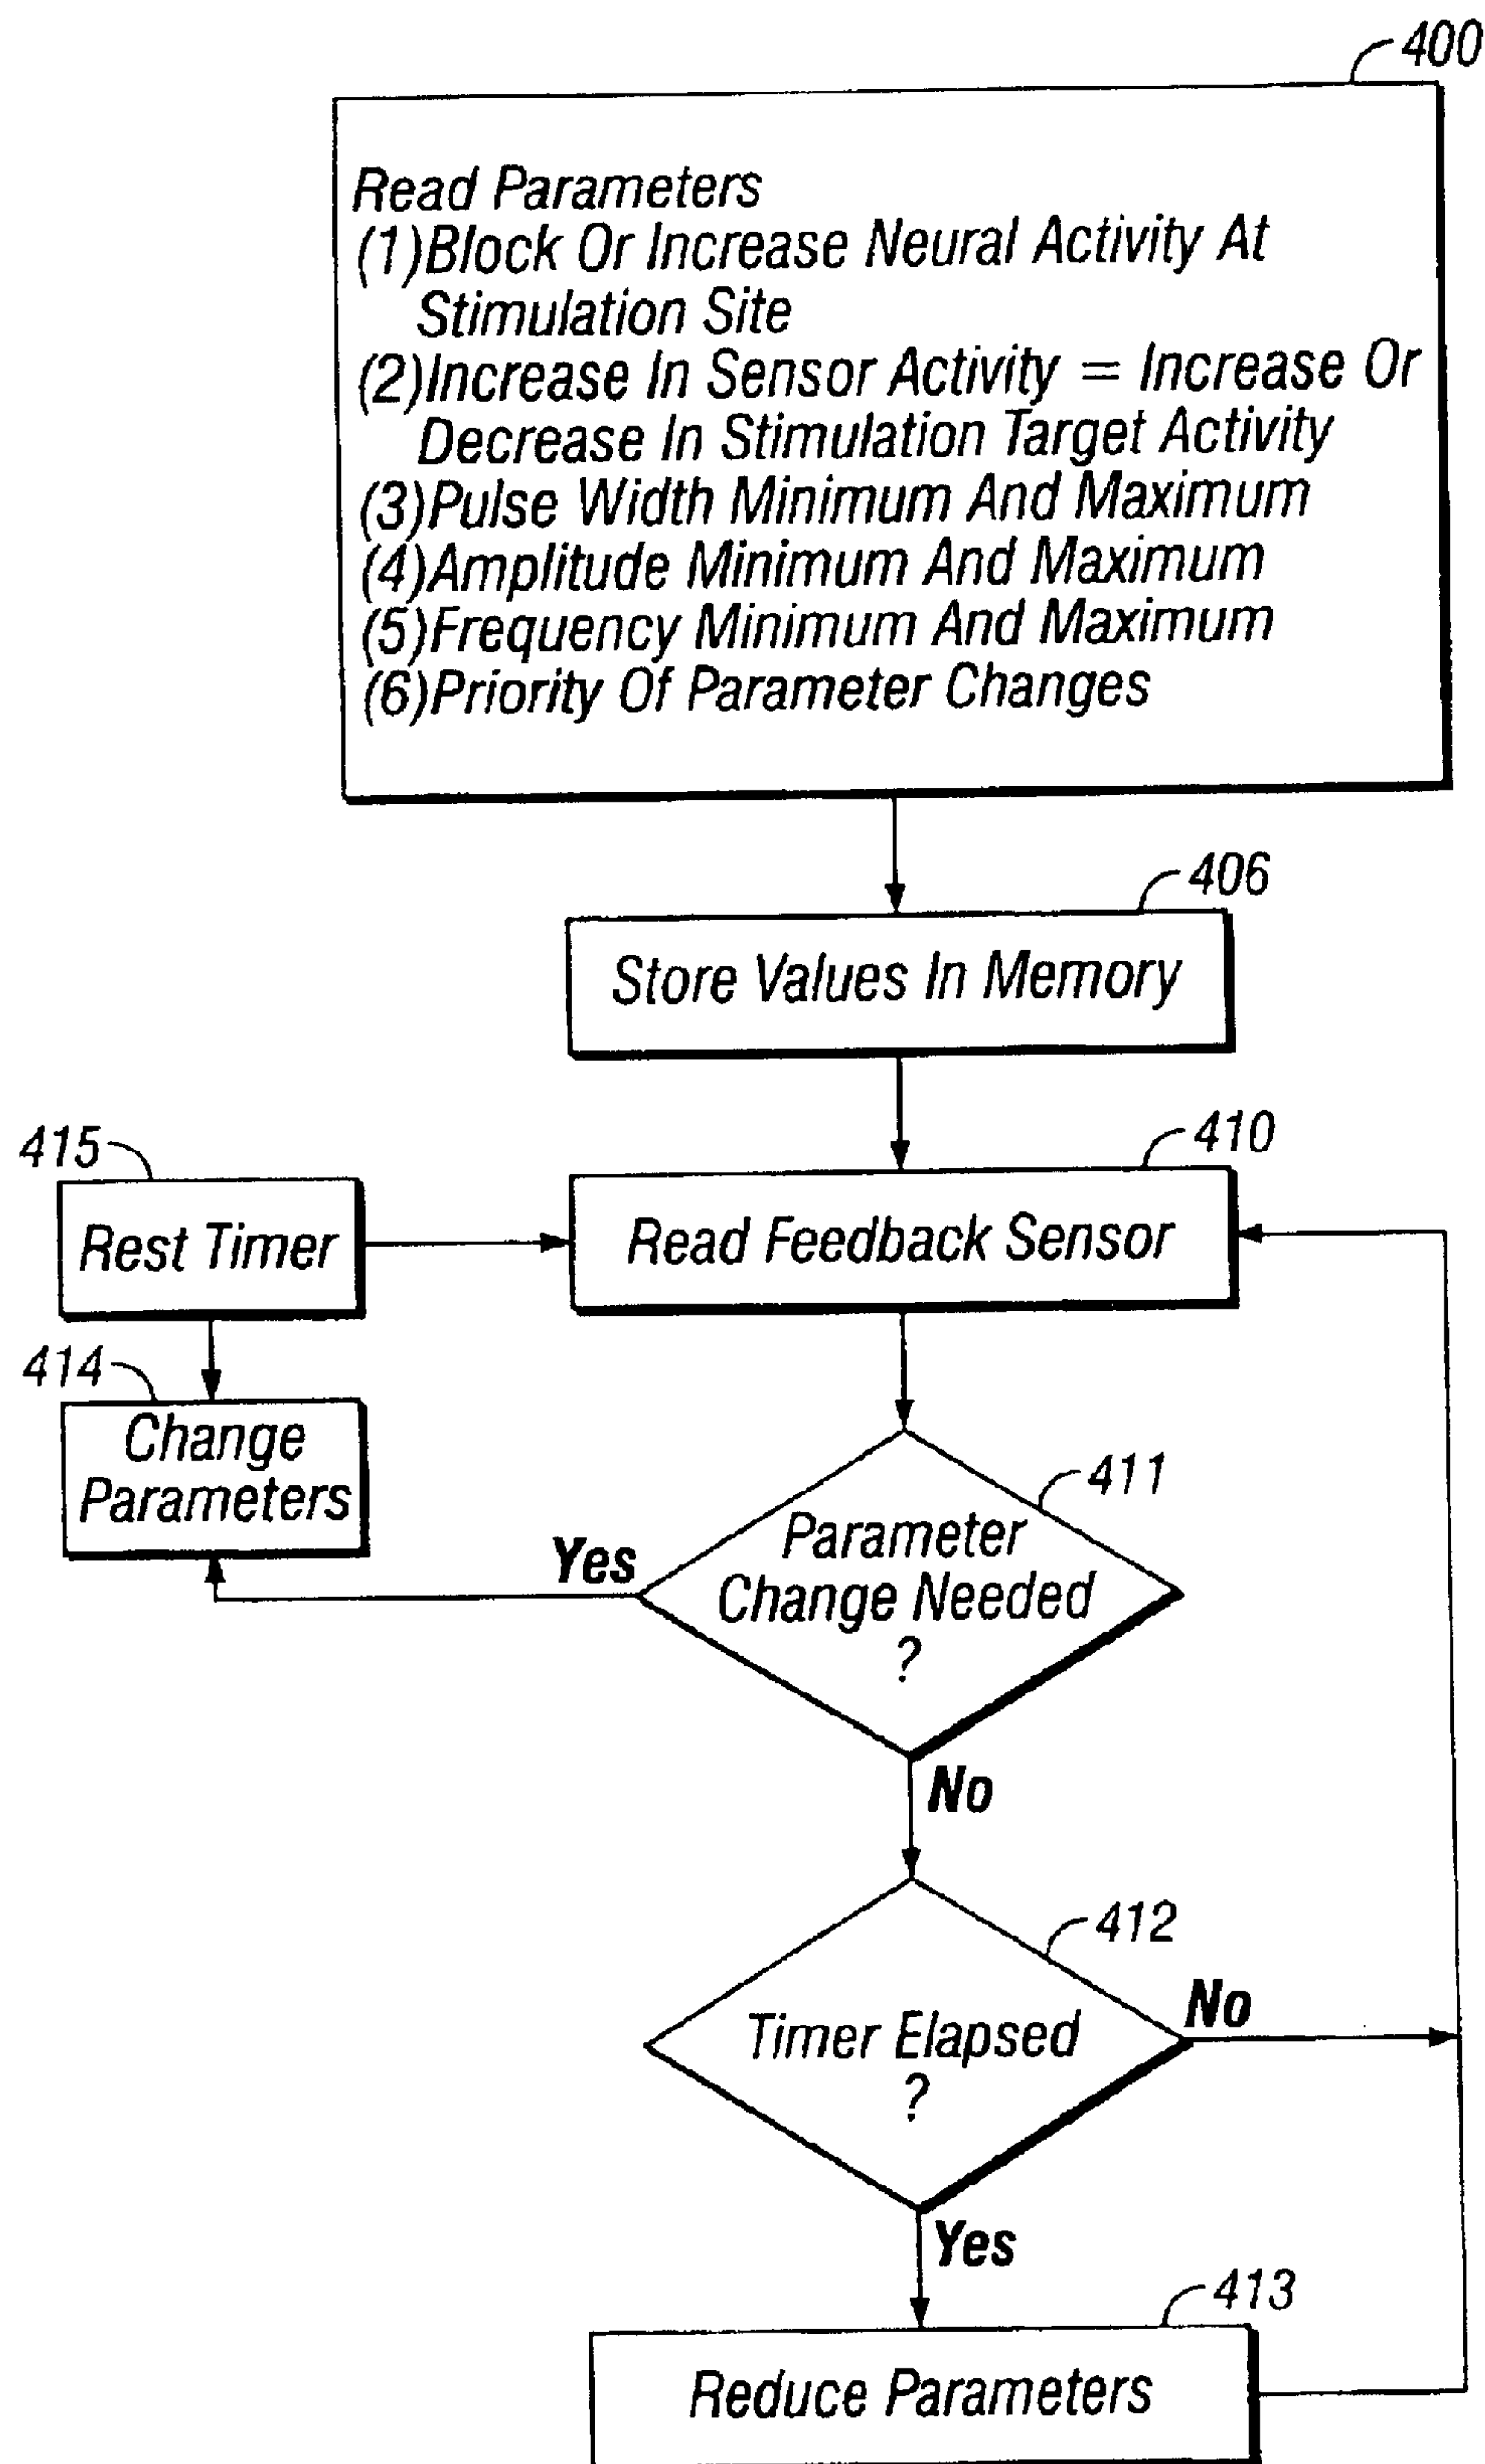 400
Read Parameters
(1)Block Or Increase Neural Activity At
Stimulation Site
(2)Increase In Sensor Activity = Increase Or
Decrease In Stimulation Target Activity
(3)Pulse Width Minimum And Maximum
(4)Amplitude Minimum And Maximum
(5)Frequency Minimum And Maximum
(6)Priority Of Parameter Changes
406
Store Values In Memory
415
410
Rest Timer
Read Feedback Sensor
414
Change
Parameters
411
Yes
Parameter
Change Needed
?
No
412
No
Timer Elapsed
?
Yes
413
Reduce Parameters